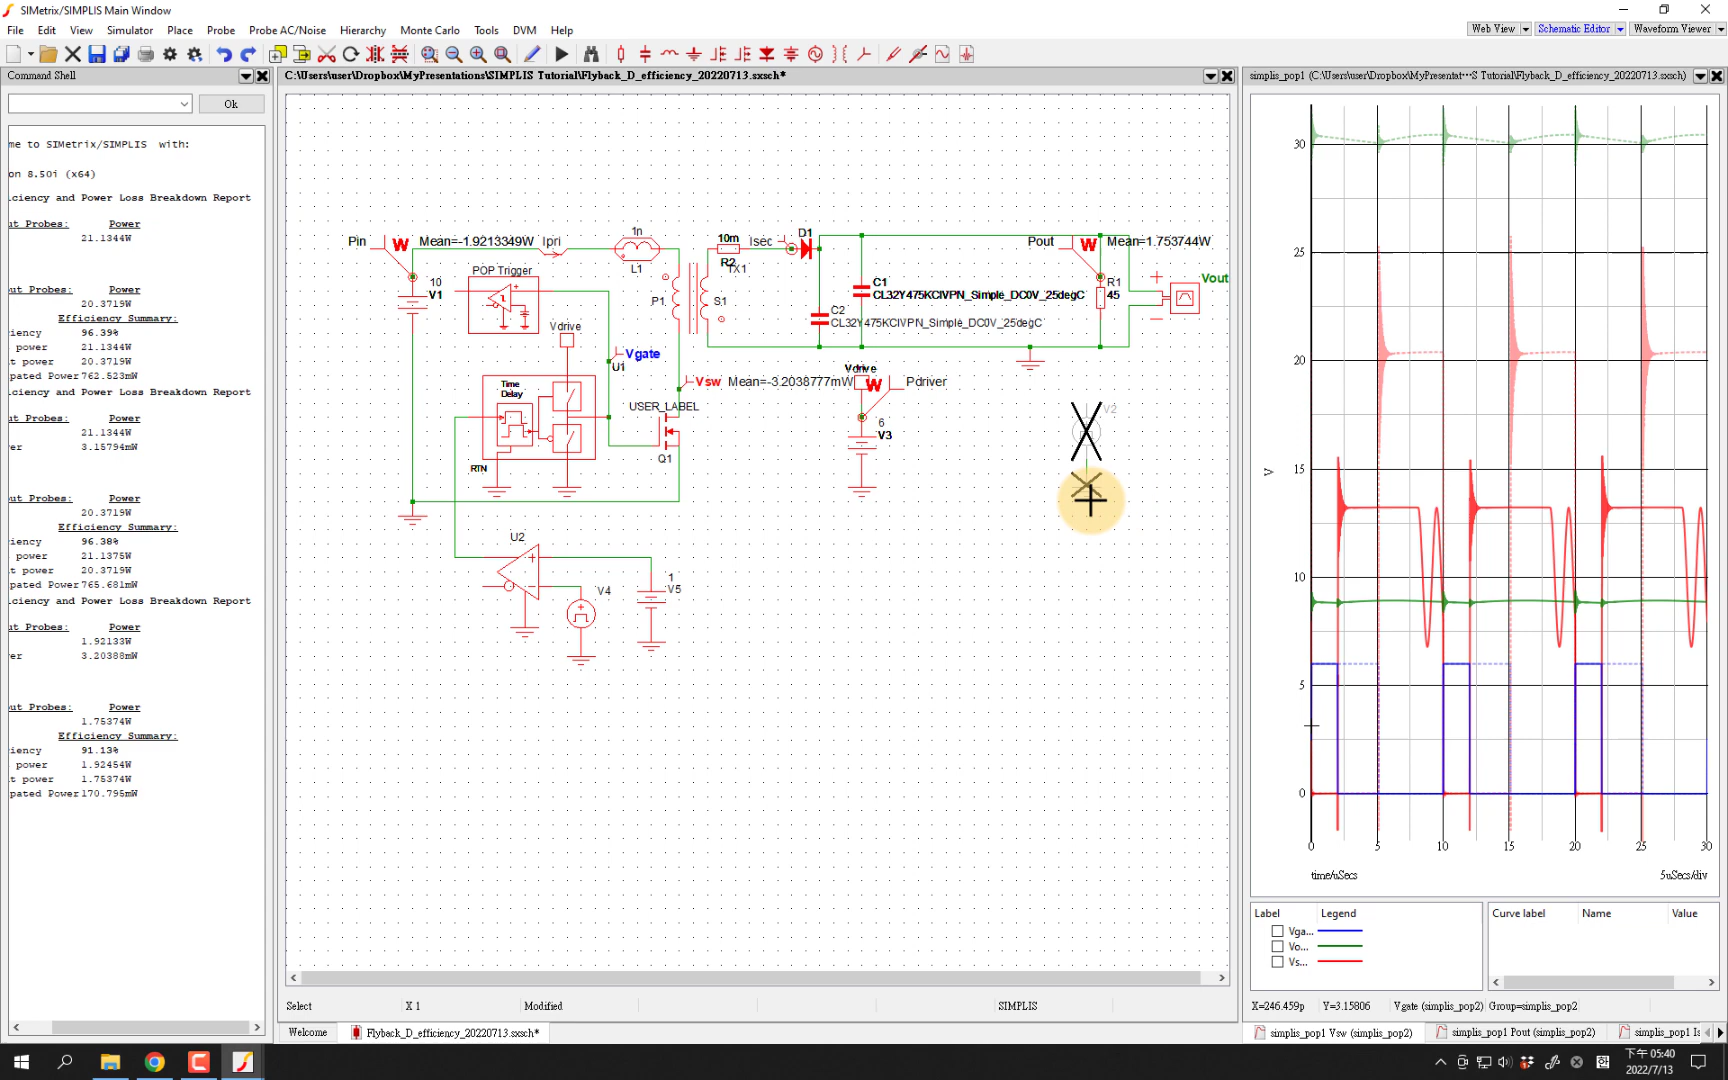 SIMetrix/SIMPLIS Main Window
File Edit View Simulator Place Probe Probe AC/Noise Hierarchy Monte Carlo Tools DVM Help
Web View Schematic Editor Waveform Viewer
Command Shell
C:\Users\user\Dropbox\MyPresentations\SIMPLIS Tutorial\Flyback_D_efficiency_20220713.sxsch*
simplis_pop1 (C:\Users\user\Dropbox\MyPresentat···S Tutorial\Flyback_D_efficiency_20220713.sxsch)
Ok
me to SIMetrix/SIMPLIS with:
on 8.50i (x64)
.ciency and Power Loss Breakdown Report
ut Probes: Power
21.1344W
ut Probes: Power
20.3719W
Efficiency Summary:
iency 96.39%
power 21.1344W
t power 20.3719W
pated Power 762.523mW
.ciency and Power Loss Breakdown Report
ut Probes: Power
21.1344W
er 3.15794mW
ut Probes: Power
20.3719W
Efficiency Summary:
iency 96.38%
power 21.1375W
t power 20.3719W
pated Power 765.681mW
.ciency and Power Loss Breakdown Report
ut Probes: Power
1.92133W
er 3.20388mW
ut Probes: Power
1.75374W
Efficiency Summary:
iency 91.13%
power 1.92454W
t power 1.75374W
pated Power 170.795mW
Pin W Mean=-1.9213349W Ipri
1n
L1
10m
R2
TX1
Isec
D1
Pout W Mean=1.753744W
10
V1
POP Trigger
P1
S1
C1
CL32Y475KCIVPN_Simple_DC0V_25degC
C2
CL32Y475KCIVPN_Simple_DC0V_25degC
R1
45
Vout
Vdrive
Vgate
U1
Time
Delay
RTN
Vsw Mean=-3.2038777mW
USER_LABEL
Q1
Vdrive
W
Pdriver
6
V3
V2
U2
V4
1
V5
Select X 1 Modified SIMPLIS
Welcome Flyback_D_efficiency_20220713.sxsch*
30
25
20
15
10
5
0
V
0 5 10 15 20 25 30
time/uSecs 5uSecs/div
Label Legend
Vga...
Vo...
Vs...
Curve label Name Value
X=246.459p Y=3.15806 Vgate (simplis_pop2) Group=simplis_pop2
simplis_pop1 Vsw (simplis_pop2) simplis_pop1 Pout (simplis_pop2) simplis_pop1 Is
下午 05:40
2022/7/13